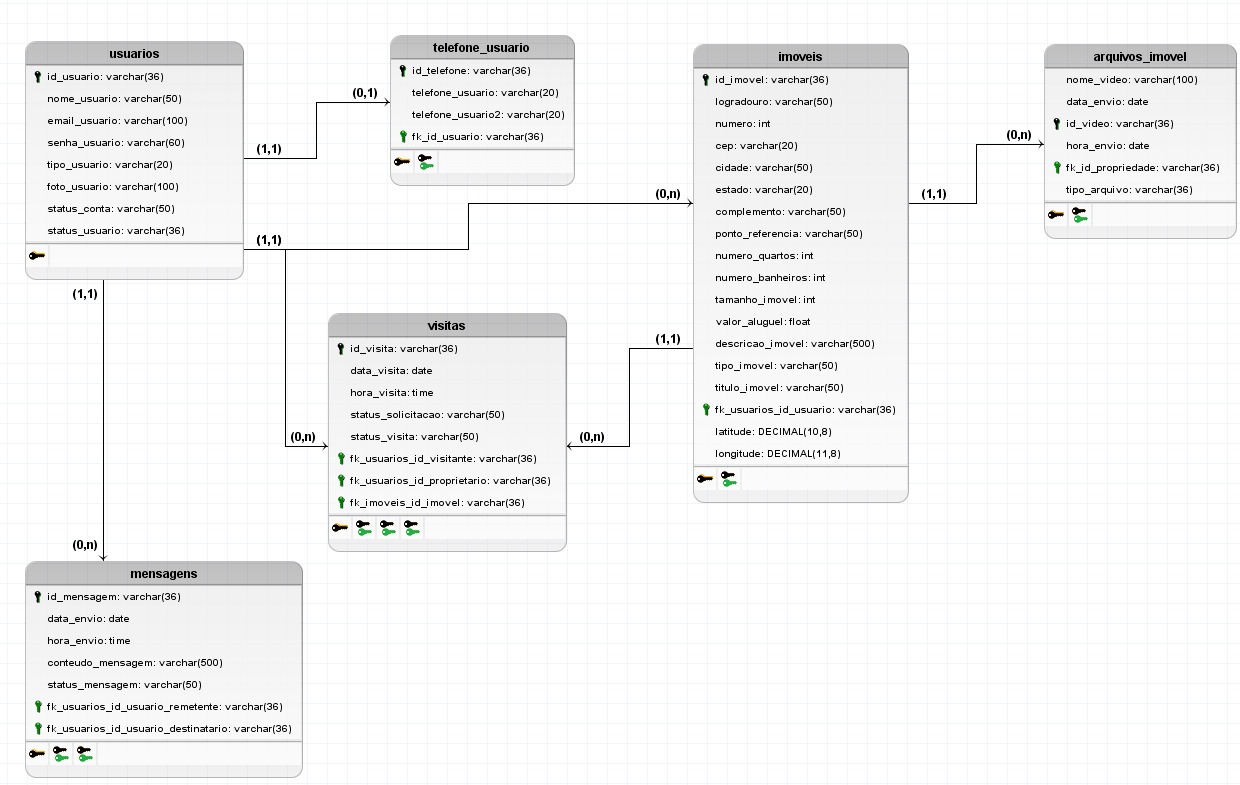 usuarios
id_usuario: varchar(36)
nome_usuario: varchar(50)
email_usuario: varchar(100)
senha_usuario: varchar(60)
tipo_usuario: varchar(20)
foto_usuario: varchar(100)
status_conta: varchar(50)
status_usuario: varchar(36)
(1,1)
(0,1)
telefone_usuario
id_telefone: varchar(36)
telefone_usuario: varchar(20)
telefone_usuario2: varchar(20)
fk_id_usuario: varchar(36)
(1,1)
(0,n)
imoveis
id_imovel: varchar(36)
logradouro: varchar(50)
numero: int
cep: varchar(20)
cidade: varchar(50)
estado: varchar(20)
complemento: varchar(50)
ponto_referencia: varchar(50)
numero_quartos: int
numero_banheiros: int
tamanho_imovel: int
valor_aluguel: float
descricao_imovel: varchar(500)
tipo_imovel: varchar(50)
titulo_imovel: varchar(50)
fk_usuarios_id_usuario: varchar(36)
latitude: DECIMAL(10,8)
longitude: DECIMAL(11,8)
(1,1)
(0,n)
arquivos_imovel
nome_video: varchar(100)
data_envio: date
id_video: varchar(36)
hora_envio: date
fk_id_propriedade: varchar(36)
tipo_arquivo: varchar(36)
(0,n)
visitas
id_visita: varchar(36)
data_visita: date
hora_visita: time
status_solicitacao: varchar(50)
status_visita: varchar(50)
fk_usuarios_id_visitante: varchar(36)
fk_usuarios_id_proprietario: varchar(36)
fk_imoveis_id_imovel: varchar(36)
(1,1)
(0,n)
(1,1)
(0,n)
mensagens
id_mensagem: varchar(36)
data_envio: date
hora_envio: time
conteudo_mensagem: varchar(500)
status_mensagem: varchar(50)
fk_usuarios_id_usuario_remetente: varchar(36)
fk_usuarios_id_usuario_destinatario: varchar(36)